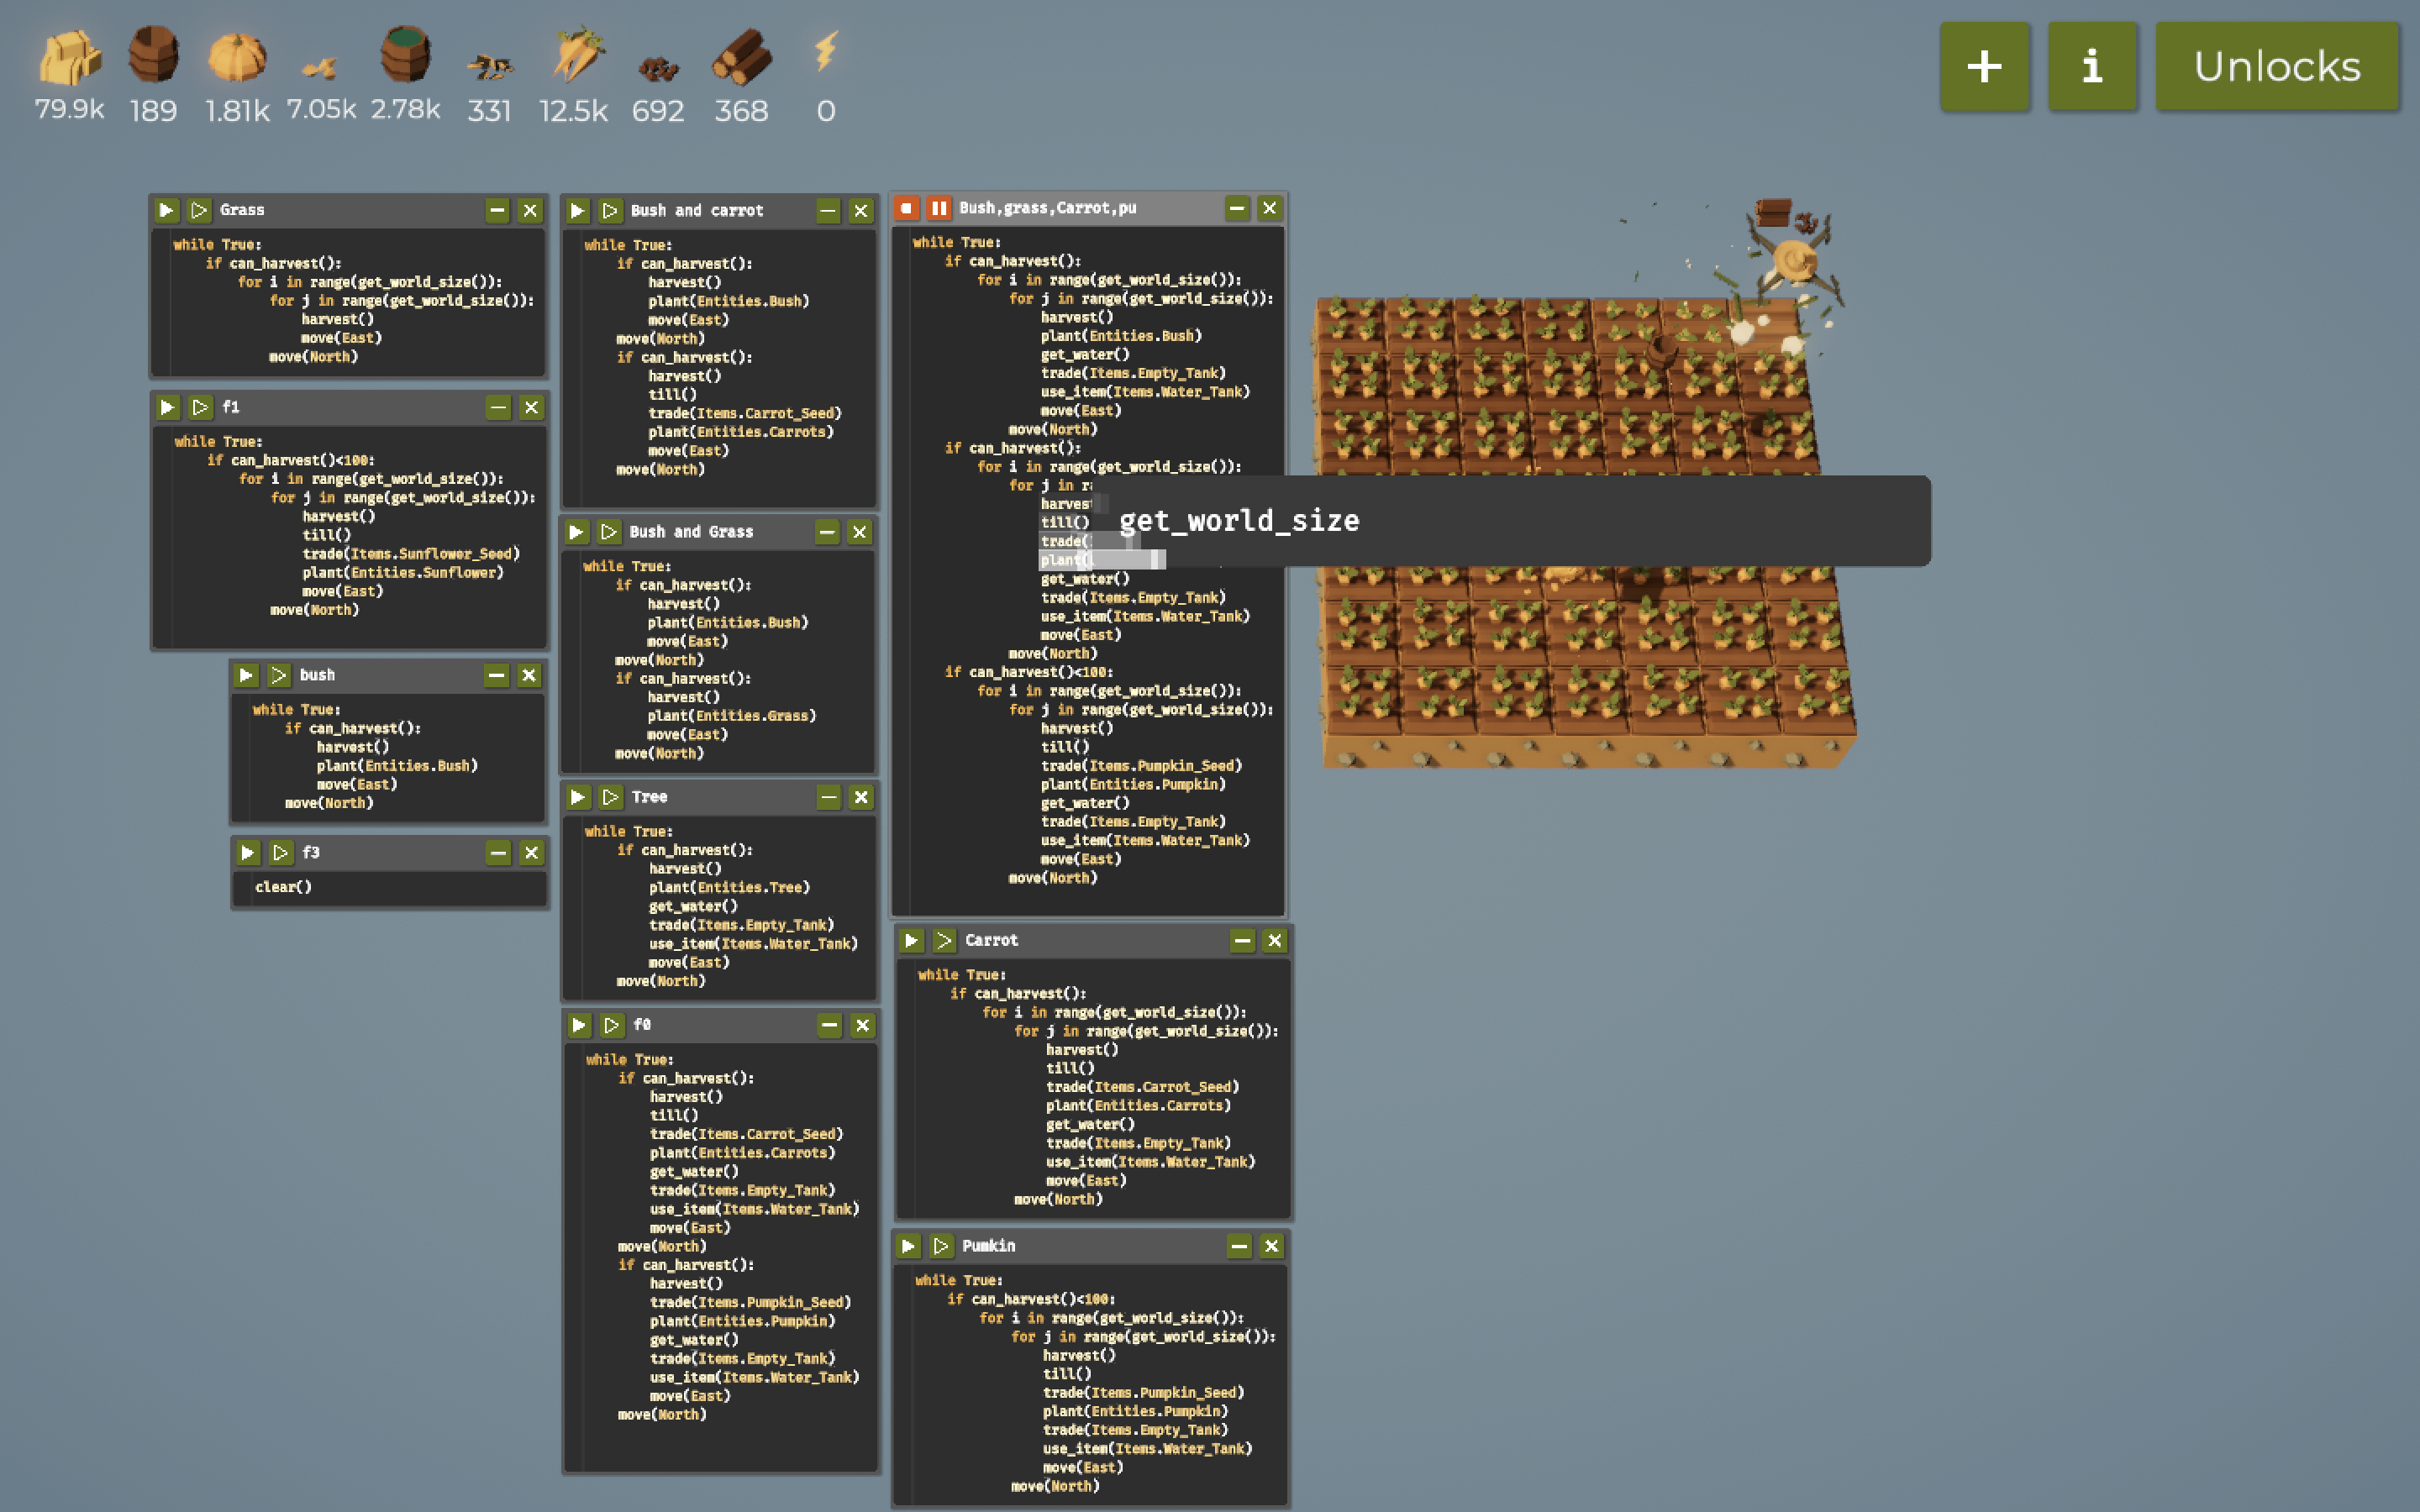 79.9k 189 1.81k 7.05k 2.78k 331 12.5k 692 368 0
+ i Unlocks
Grass
while True:
if can_harvest():
for i in range(get_world_size()):
for j in range(get_world_size()):
harvest()
move(East)
move(North)
f1
while True:
if can_harvest()<100:
for i in range(get_world_size()):
for j in range(get_world_size()):
harvest()
till()
trade(Items.Sunflower_Seed)
plant(Entities.Sunflower)
move(East)
move(North)
bush
while True:
if can_harvest():
harvest()
plant(Entities.Bush)
move(East)
move(North)
f3
clear()
Bush and carrot
while True:
if can_harvest():
harvest()
plant(Entities.Bush)
move(East)
move(North)
if can_harvest():
harvest()
till()
trade(Items.Carrot_Seed)
plant(Entities.Carrots)
move(East)
move(North)
Bush and Grass
while True:
if can_harvest():
harvest()
plant(Entities.Bush)
move(East)
move(North)
if can_harvest():
harvest()
plant(Entities.Grass)
move(East)
move(North)
Tree
while True:
if can_harvest():
harvest()
plant(Entities.Tree)
get_water()
trade(Items.Empty_Tank)
use_item(Items.Water_Tank)
move(East)
move(North)
f0
while True:
if can_harvest():
harvest()
till()
trade(Items.Carrot_Seed)
plant(Entities.Carrots)
get_water()
trade(Items.Empty_Tank)
use_item(Items.Water_Tank)
move(East)
move(North)
if can_harvest():
harvest()
trade(Items.Pumpkin_Seed)
plant(Entities.Pumpkin)
get_water()
trade(Items.Empty_Tank)
use_item(Items.Water_Tank)
move(East)
move(North)
Bush,grass,Carrot,pu
while True:
if can_harvest():
for i in range(get_world_size()):
for j in range(get_world_size()):
harvest()
plant(Entities.Bush)
get_water()
trade(Items.Empty_Tank)
use_item(Items.Water_Tank)
move(East)
move(North)
if can_harvest():
for i in range(get_world_size()):
for j in ra
harvest
till()
trade(
plant(
get_world_size
get_water()
trade(Items.Empty_Tank)
use_item(Items.Water_Tank)
move(East)
move(North)
if can_harvest()<100:
for i in range(get_world_size()):
for j in range(get_world_size()):
harvest()
till()
trade(Items.Pumpkin_Seed)
plant(Entities.Pumpkin)
get_water()
trade(Items.Empty_Tank)
use_item(Items.Water_Tank)
move(East)
move(North)
Carrot
while True:
if can_harvest():
for i in range(get_world_size()):
for j in range(get_world_size()):
harvest()
till()
trade(Items.Carrot_Seed)
plant(Entities.Carrots)
get_water()
trade(Items.Empty_Tank)
use_item(Items.Water_Tank)
move(East)
move(North)
Pumkin
while True:
if can_harvest()<100:
for i in range(get_world_size()):
for j in range(get_world_size()):
harvest()
till()
trade(Items.Pumpkin_Seed)
plant(Entities.Pumpkin)
trade(Items.Empty_Tank)
use_item(Items.Water_Tank)
move(East)
move(North)